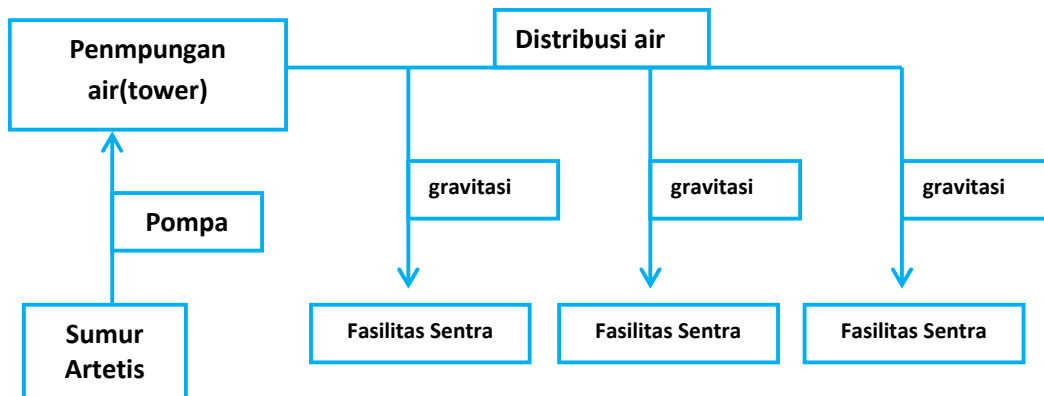 Penmpungan
air(tower)
Distribusi air
gravitasi
gravitasi
gravitasi
Pompa
Sumur
Artetis
Fasilitas Sentra
Fasilitas Sentra
Fasilitas Sentra